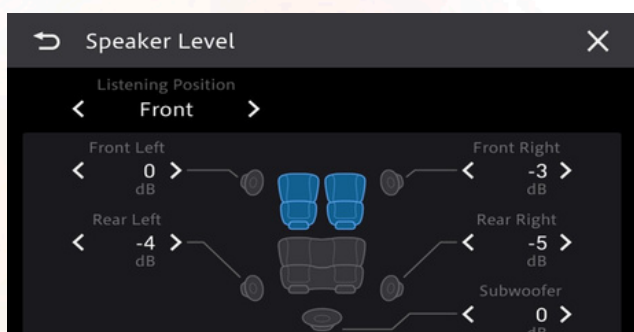 Speaker Level
Listening Position
Front
Front Left
0
dB
Front Right
-3
dB
Rear Left
-4
dB
Rear Right
-5
dB
Subwoofer
0
dB